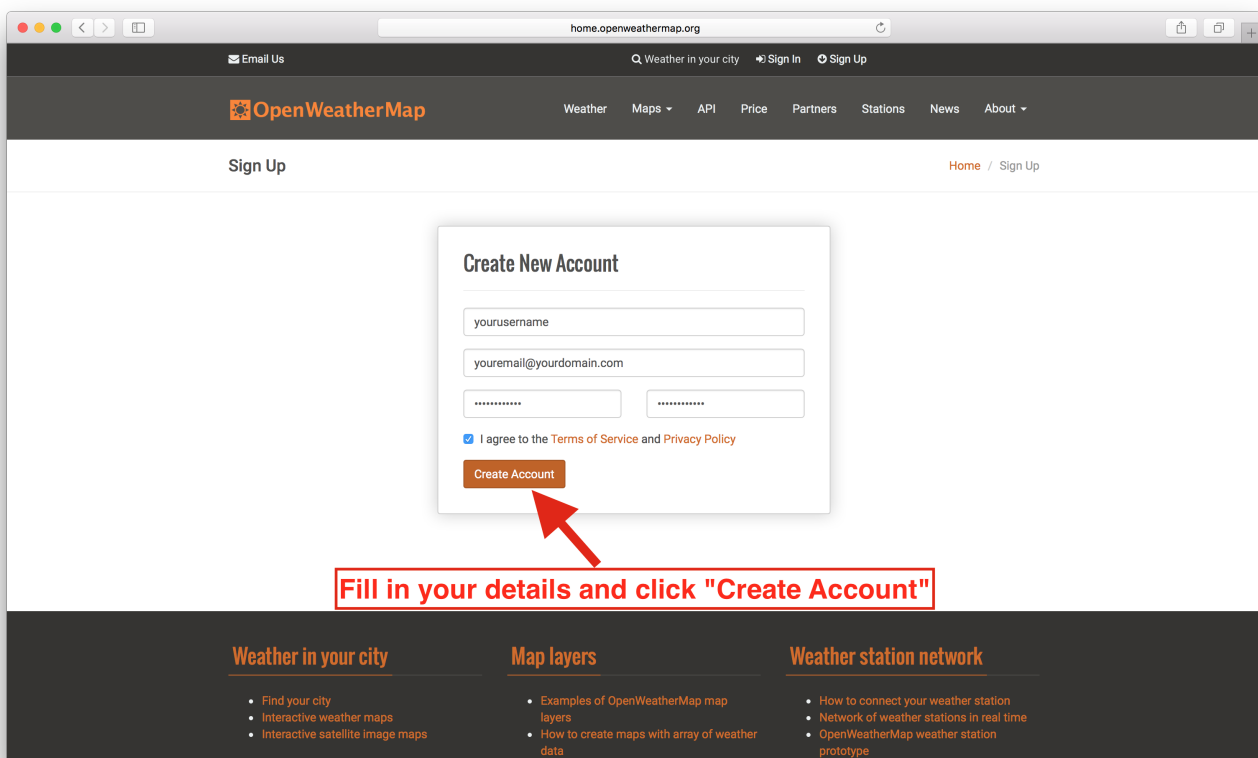 home.openweathermap.org
Email Us
Weather in your city Sign In Sign Up
OpenWeatherMap
Weather Maps API Price Partners Stations News About
Sign Up
Home / Sign Up
Create New Account
yourusername
youremail@yourdomain.com
•••••••••••• ••••••••••••
I agree to the Terms of Service and Privacy Policy
Create Account
Fill in your details and click "Create Account"
Weather in your city
• Find your city
• Interactive weather maps
• Interactive satellite image maps
Map layers
• Examples of OpenWeatherMap map
layers
• How to create maps with array of weather
data
Weather station network
• How to connect your weather station
• Network of weather stations in real time
• OpenWeatherMap weather station
prototype